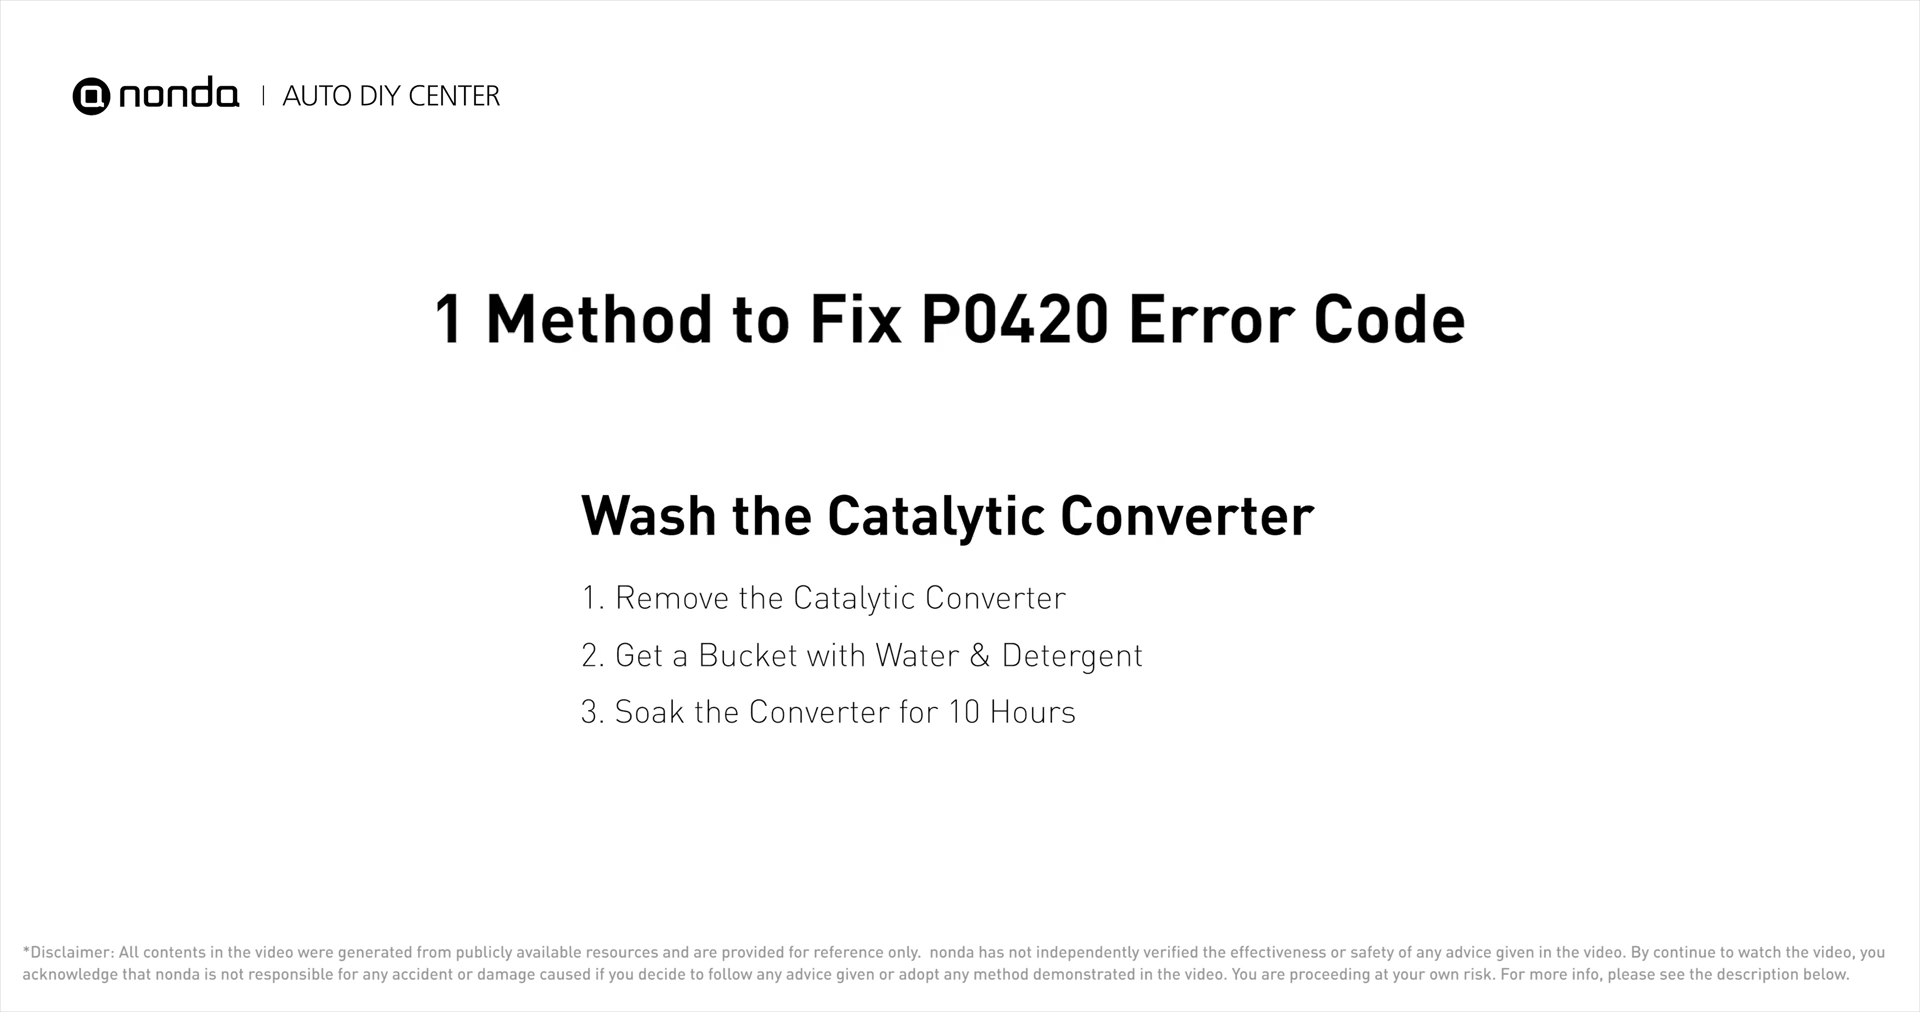 nonda | AUTO DIY CENTER
1 Method to Fix P0420 Error Code
Wash the Catalytic Converter
1. Remove the Catalytic Converter
2. Get a Bucket with Water & Detergent
3. Soak the Converter for 10 Hours
*Disclaimer: All contents in the video were generated from publicly available resources and are provided for reference only.  nonda has not independently verified the effectiveness or safety of any advice given in the video. By continue to watch the video, you
acknowledge that nonda is not responsible for any accident or damage caused if you decide to follow any advice given or adopt any method demonstrated in the video. You are proceeding at your own risk. For more info, please see the description below.